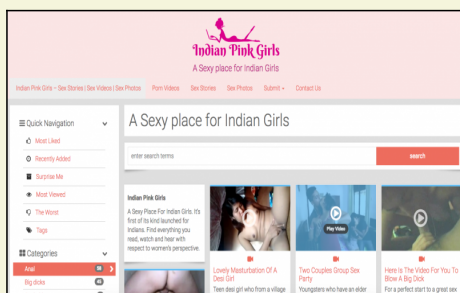 Indian Pink Girls
A Sexy place for Indian Girls
Indian Pink Girls – Sex Stories | Sex Videos | Sex Photos
Porn Videos
Sex Stories
Sex Photos
Submit
Contact Us
Quick Navigation
Most Liked
Recently Added
Surprise Me
Most Viewed
The Worst
Tags
Categories
Anal
Big dicks
A Sexy place for Indian Girls
enter search terms
search
Indian Pink Girls
A Sexy Place For Indian Girls. It's
first of its kind launched for
Indians. Find everything you
read, watch and hear with
respect to women's perspective.
Lovely Masturbation Of A
Desi Girl
Teen desi girl who from a village
Play Video
Two Couples Group Sex
Party
Youngsters who have an elder
Here Is The Video For You To
Blow A Big Dick
For a perfect start to a great sex